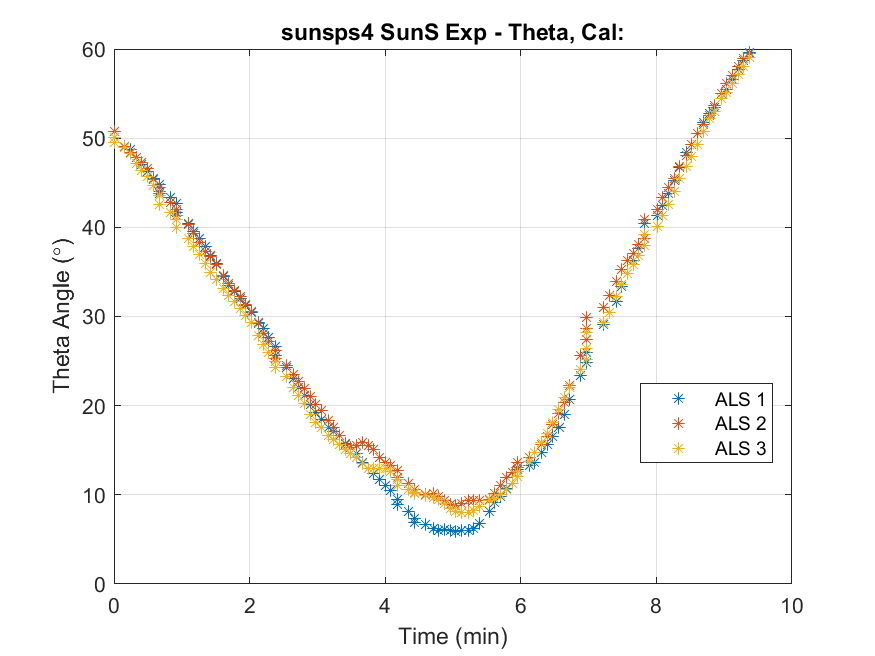 sunsps4 SunS Exp - Theta, Cal:
60
50
40
30
20
10
0
Theta Angle (°)
ALS 1
ALS 2
ALS 3
0 2 4 6 8 10
Time (min)